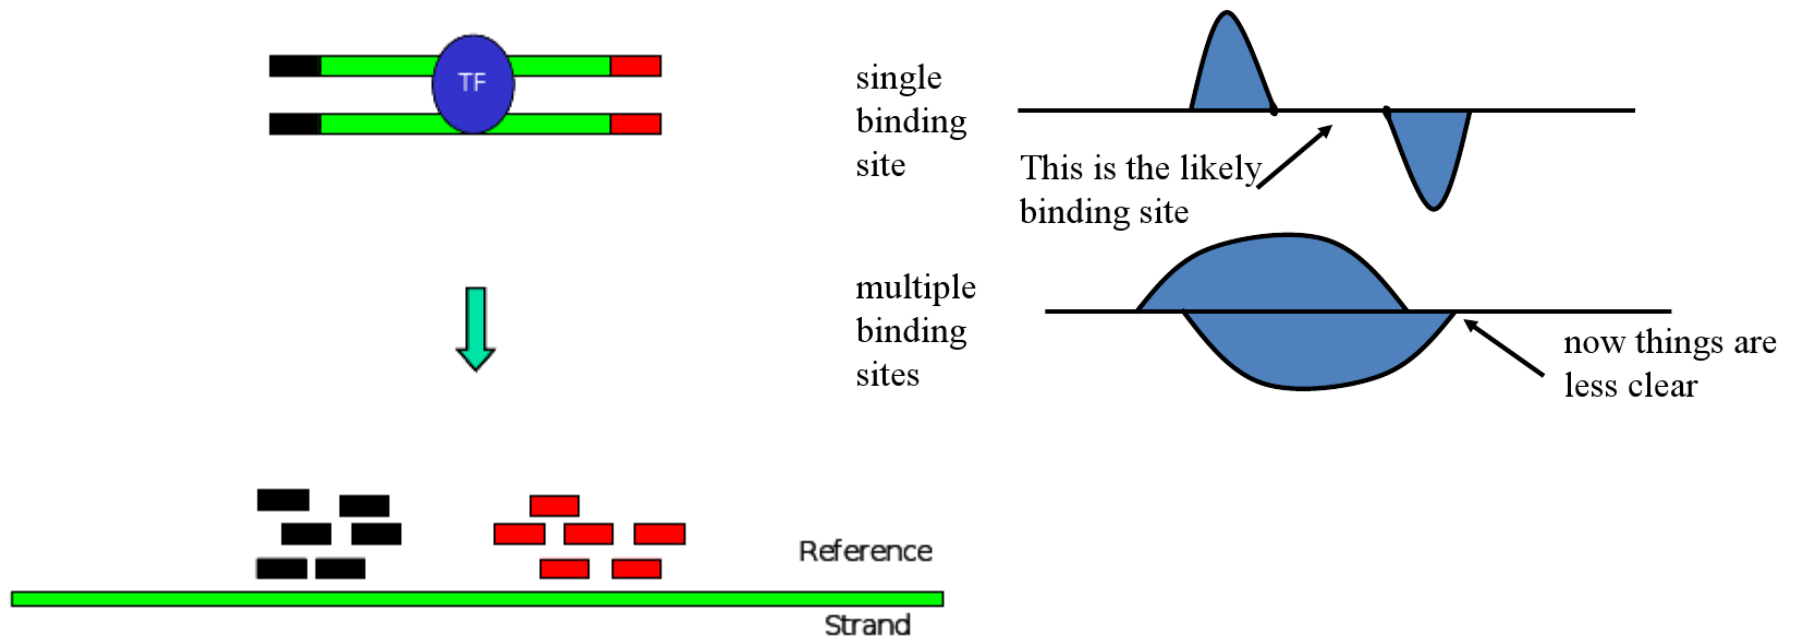 TF
single
binding
site
This is the likely
binding site
multiple
binding
sites
now things are
less clear
Reference
Strand